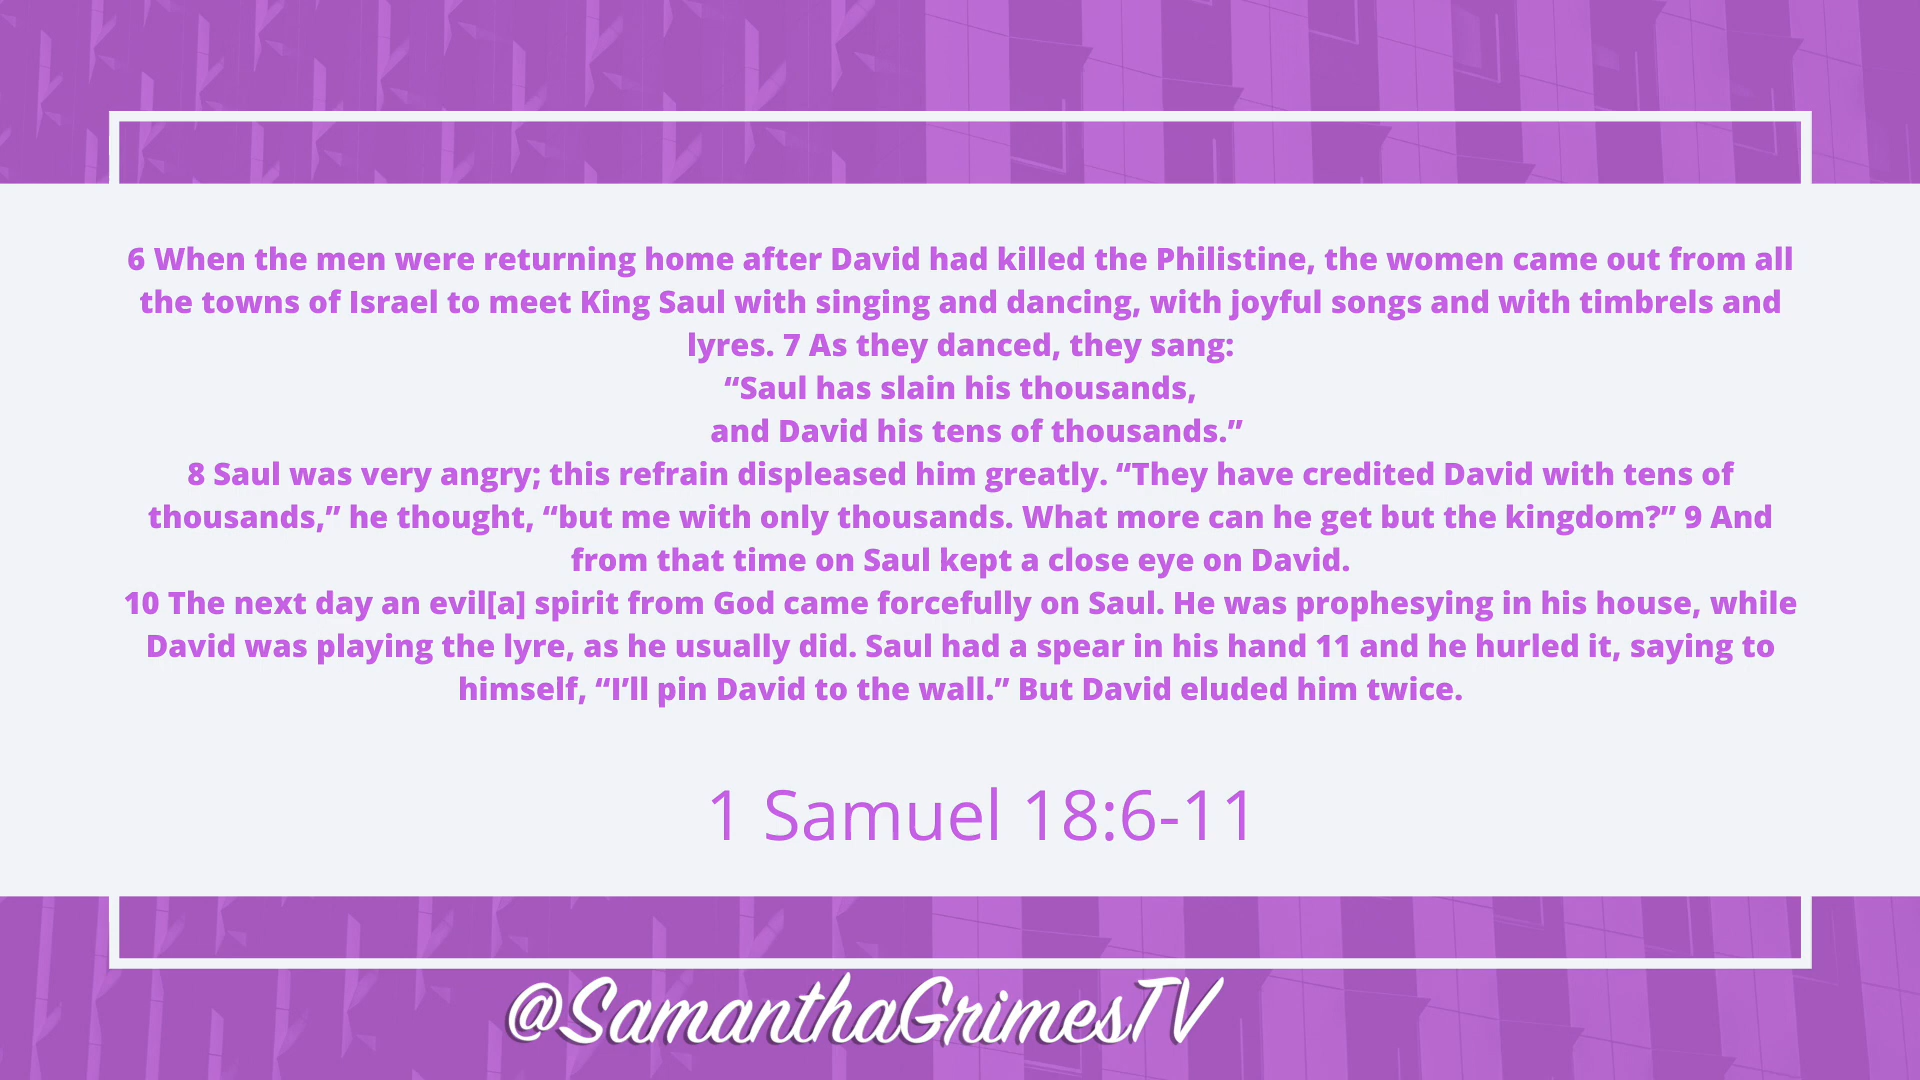 6 When the men were returning home after David had killed the Philistine, the women came out from all
the towns of Israel to meet King Saul with singing and dancing, with joyful songs and with timbrels and
lyres. 7 As they danced, they sang:
“Saul has slain his thousands,
and David his tens of thousands.”
8 Saul was very angry; this refrain displeased him greatly. “They have credited David with tens of
thousands,” he thought, “but me with only thousands. What more can he get but the kingdom?” 9 And
from that time on Saul kept a close eye on David.
10 The next day an evil[a] spirit from God came forcefully on Saul. He was prophesying in his house, while
David was playing the lyre, as he usually did. Saul had a spear in his hand 11 and he hurled it, saying to
himself, “I’ll pin David to the wall.” But David eluded him twice.
1 Samuel 18:6-11
@SamanthaGrimesTV